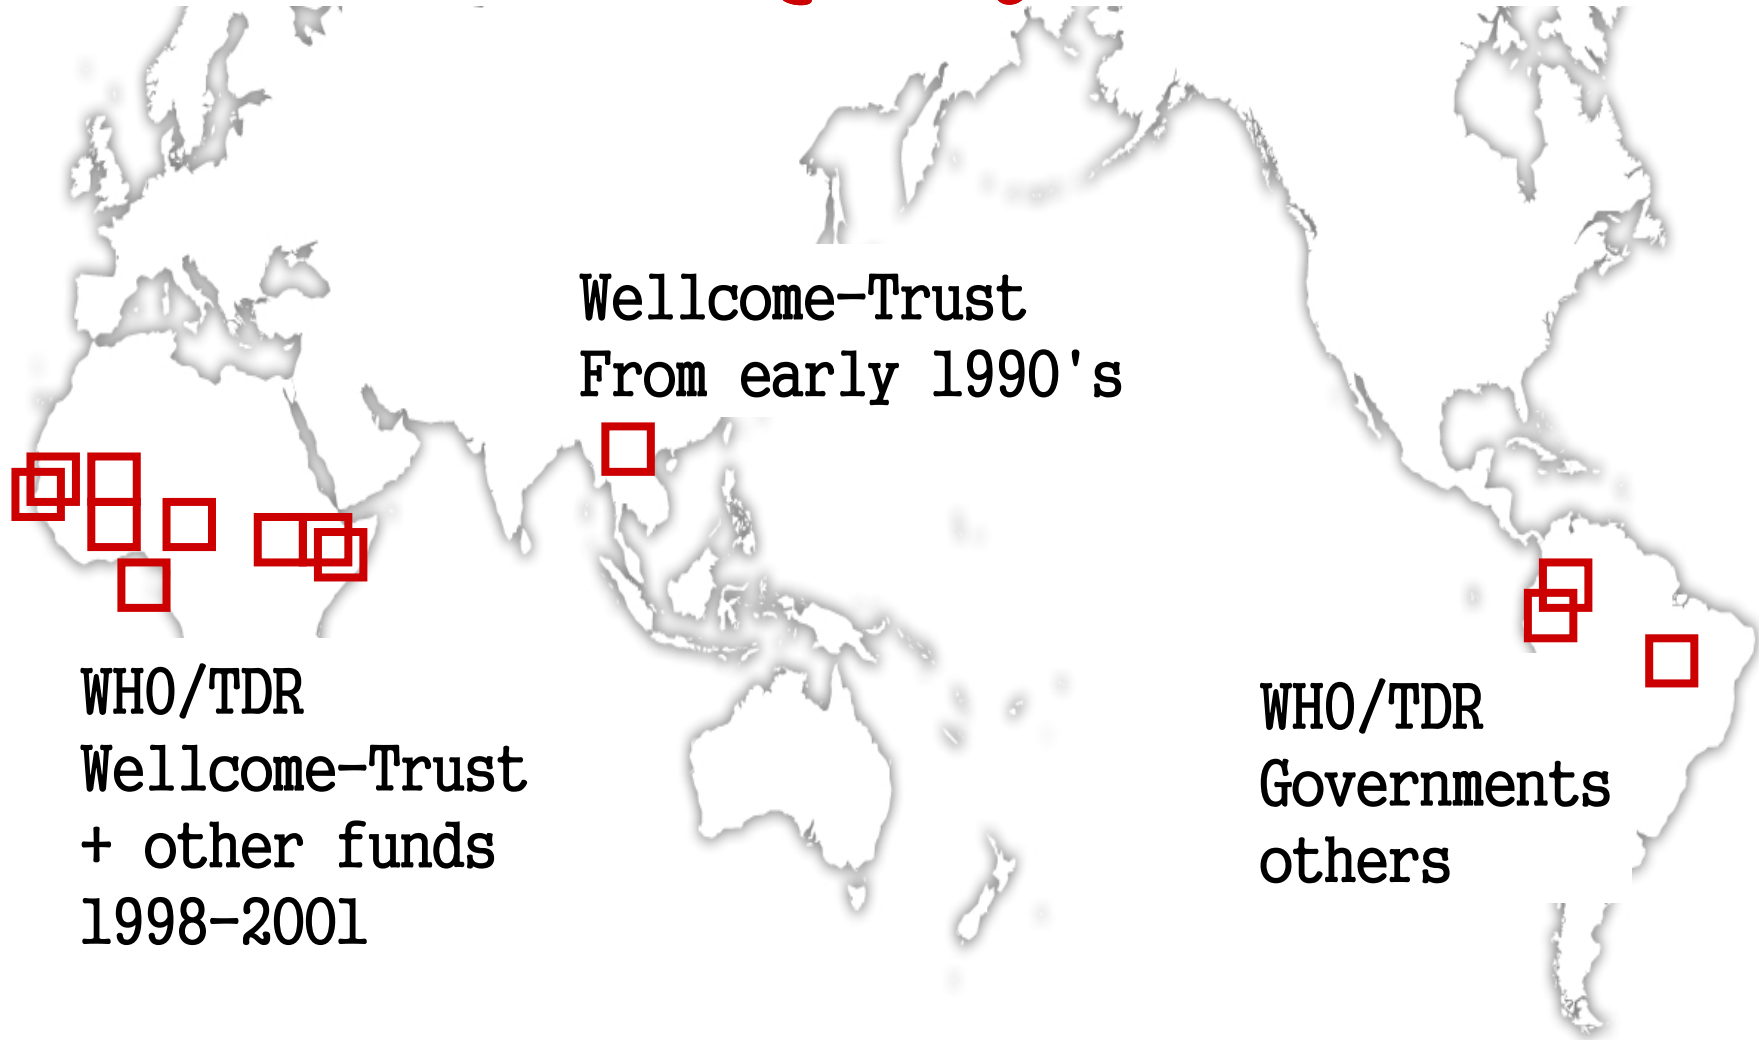 Wellcome-Trust
From early 1990's
WHO/TDR
Wellcome-Trust
+ other funds
1998-2001
WHO/TDR
Governments
others